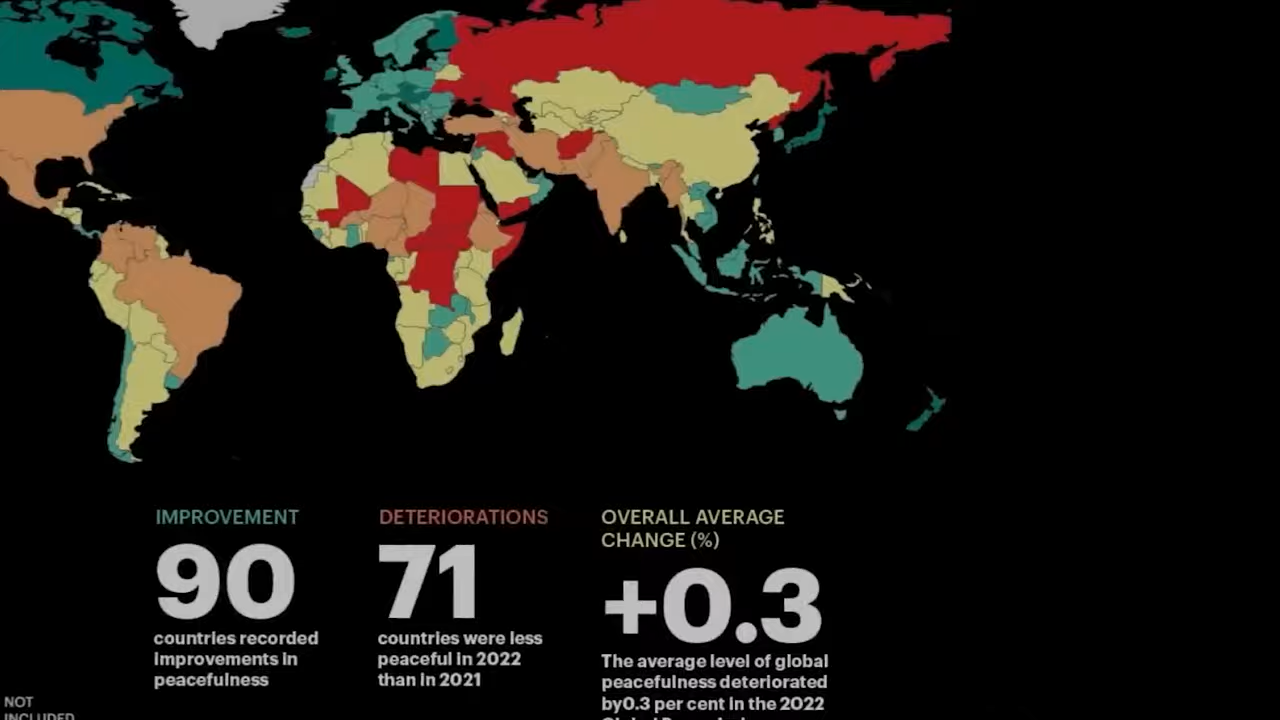 IMPROVEMENT
90
countries recorded
improvements in
peacefulness
DETERIORATIONS
71
countries were less
peaceful in 2022
than in 2021
OVERALL AVERAGE
CHANGE (%)
+0.3
The average level of global
peacefulness deteriorated
by0.3 per cent in the 2022
NOT
INCLUDED